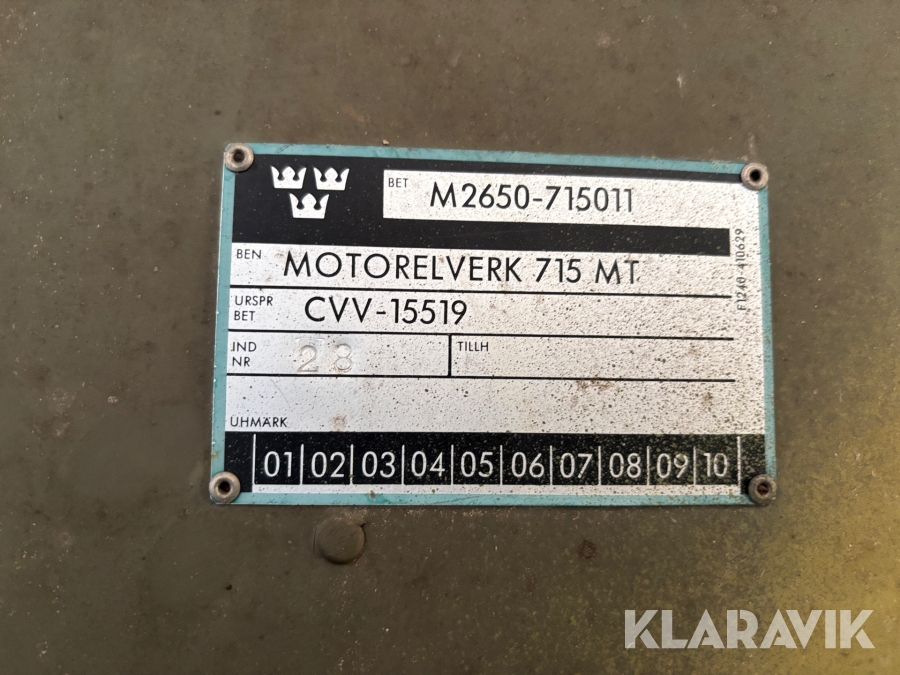 BET M2650-715011
BEN MOTORELVERK 715 MT
URSPR BET CVV-15519
IND NR 28 TILLH
UHMÄRK
01 02 03 04 05 06 07 08 09 10
F1240-410629
KLARAVIK